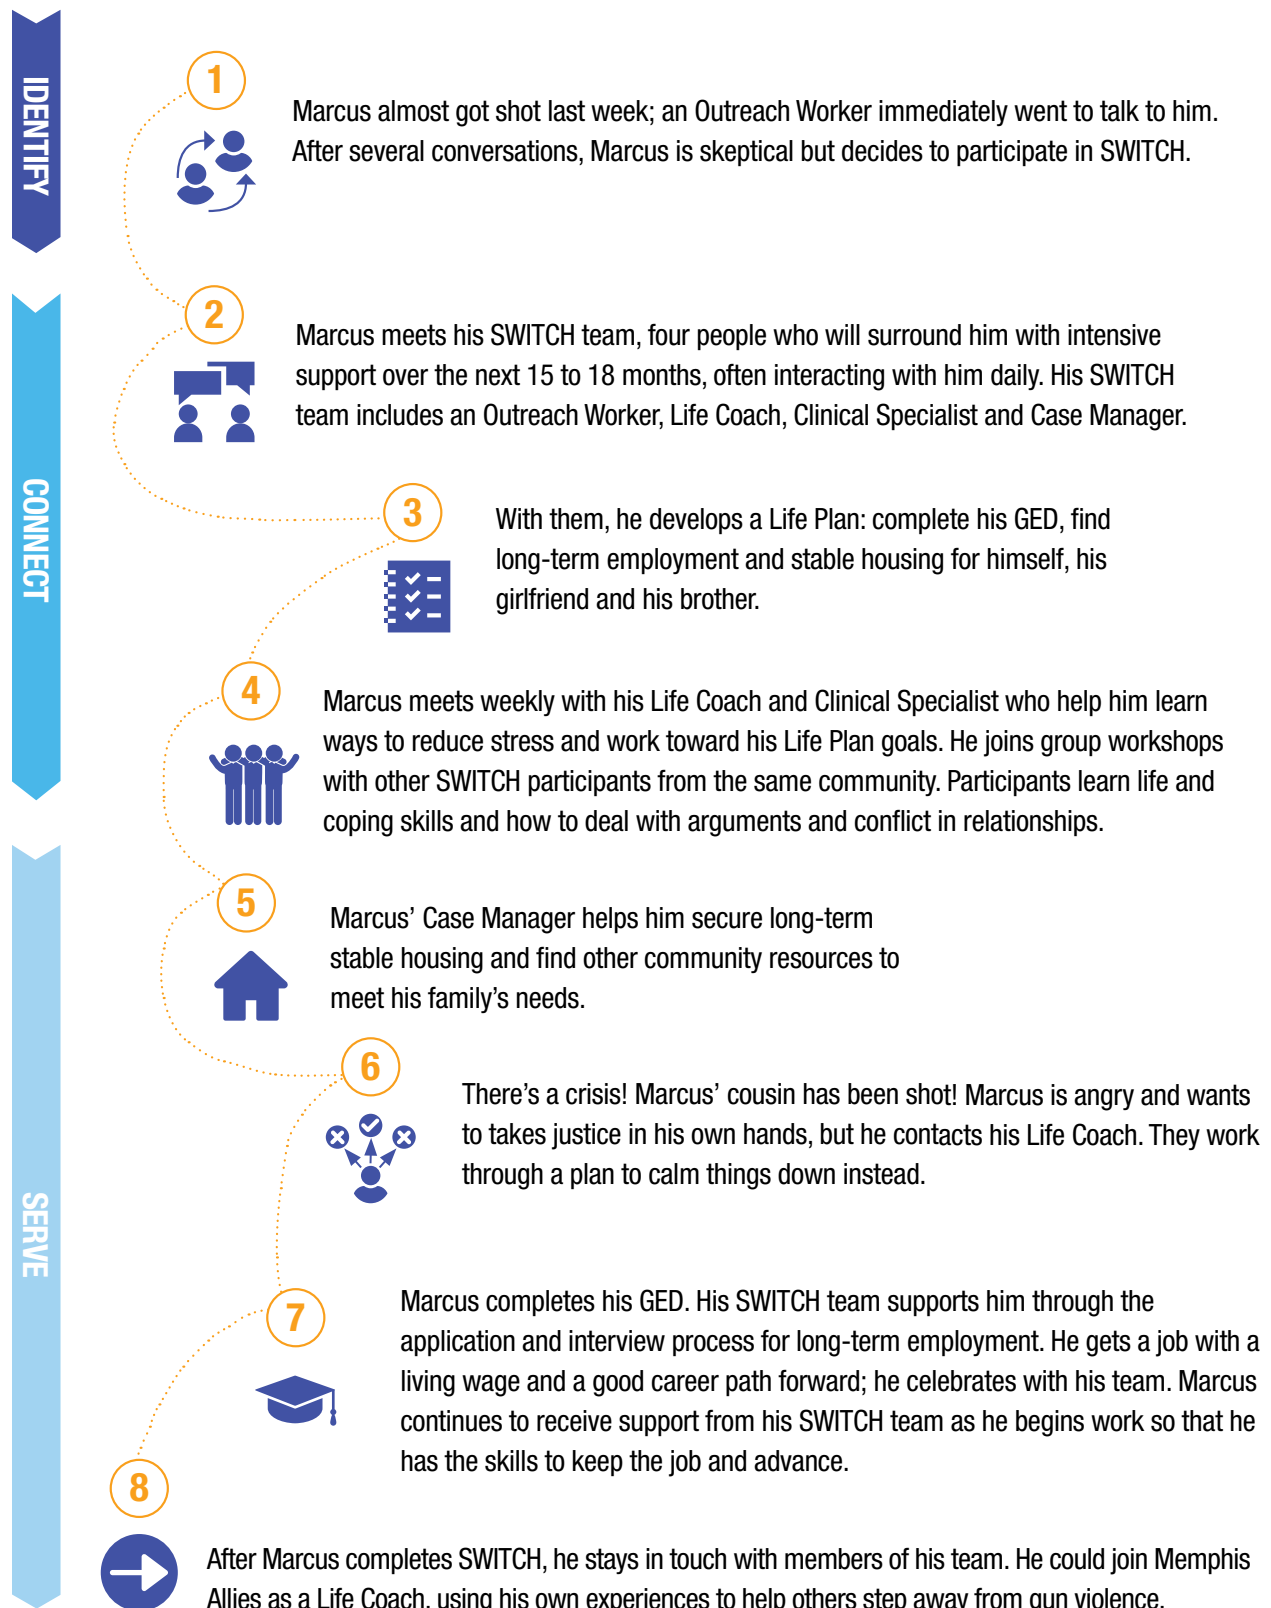 IDENTIFY
1
Marcus almost got shot last week; an Outreach Worker immediately went to talk to him.
After several conversations, Marcus is skeptical but decides to participate in SWITCH.
CONNECT
2
Marcus meets his SWITCH team, four people who will surround him with intensive
support over the next 15 to 18 months, often interacting with him daily. His SWITCH
team includes an Outreach Worker, Life Coach, Clinical Specialist and Case Manager.
3
With them, he develops a Life Plan: complete his GED, find
long-term employment and stable housing for himself, his
girlfriend and his brother.
4
Marcus meets weekly with his Life Coach and Clinical Specialist who help him learn
ways to reduce stress and work toward his Life Plan goals. He joins group workshops
with other SWITCH participants from the same community. Participants learn life and
coping skills and how to deal with arguments and conflict in relationships.
SERVE
5
Marcus’ Case Manager helps him secure long-term
stable housing and find other community resources to
meet his family’s needs.
6
There’s a crisis! Marcus’ cousin has been shot! Marcus is angry and wants
to takes justice in his own hands, but he contacts his Life Coach. They work
through a plan to calm things down instead.
7
Marcus completes his GED. His SWITCH team supports him through the
application and interview process for long-term employment. He gets a job with a
living wage and a good career path forward; he celebrates with his team. Marcus
continues to receive support from his SWITCH team as he begins work so that he
has the skills to keep the job and advance.
8
After Marcus completes SWITCH, he stays in touch with members of his team. He could join Memphis
Allies as a Life Coach, using his own experiences to help others step away from gun violence.